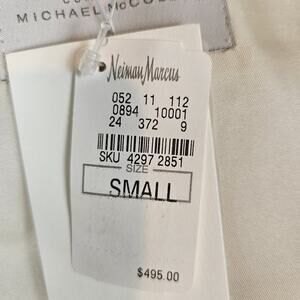 MICHAEL
Neiman Marcus
052 11 112
0894 10001
24 372 9
SKU 4297 2851
SIZE
SMALL
$495.00